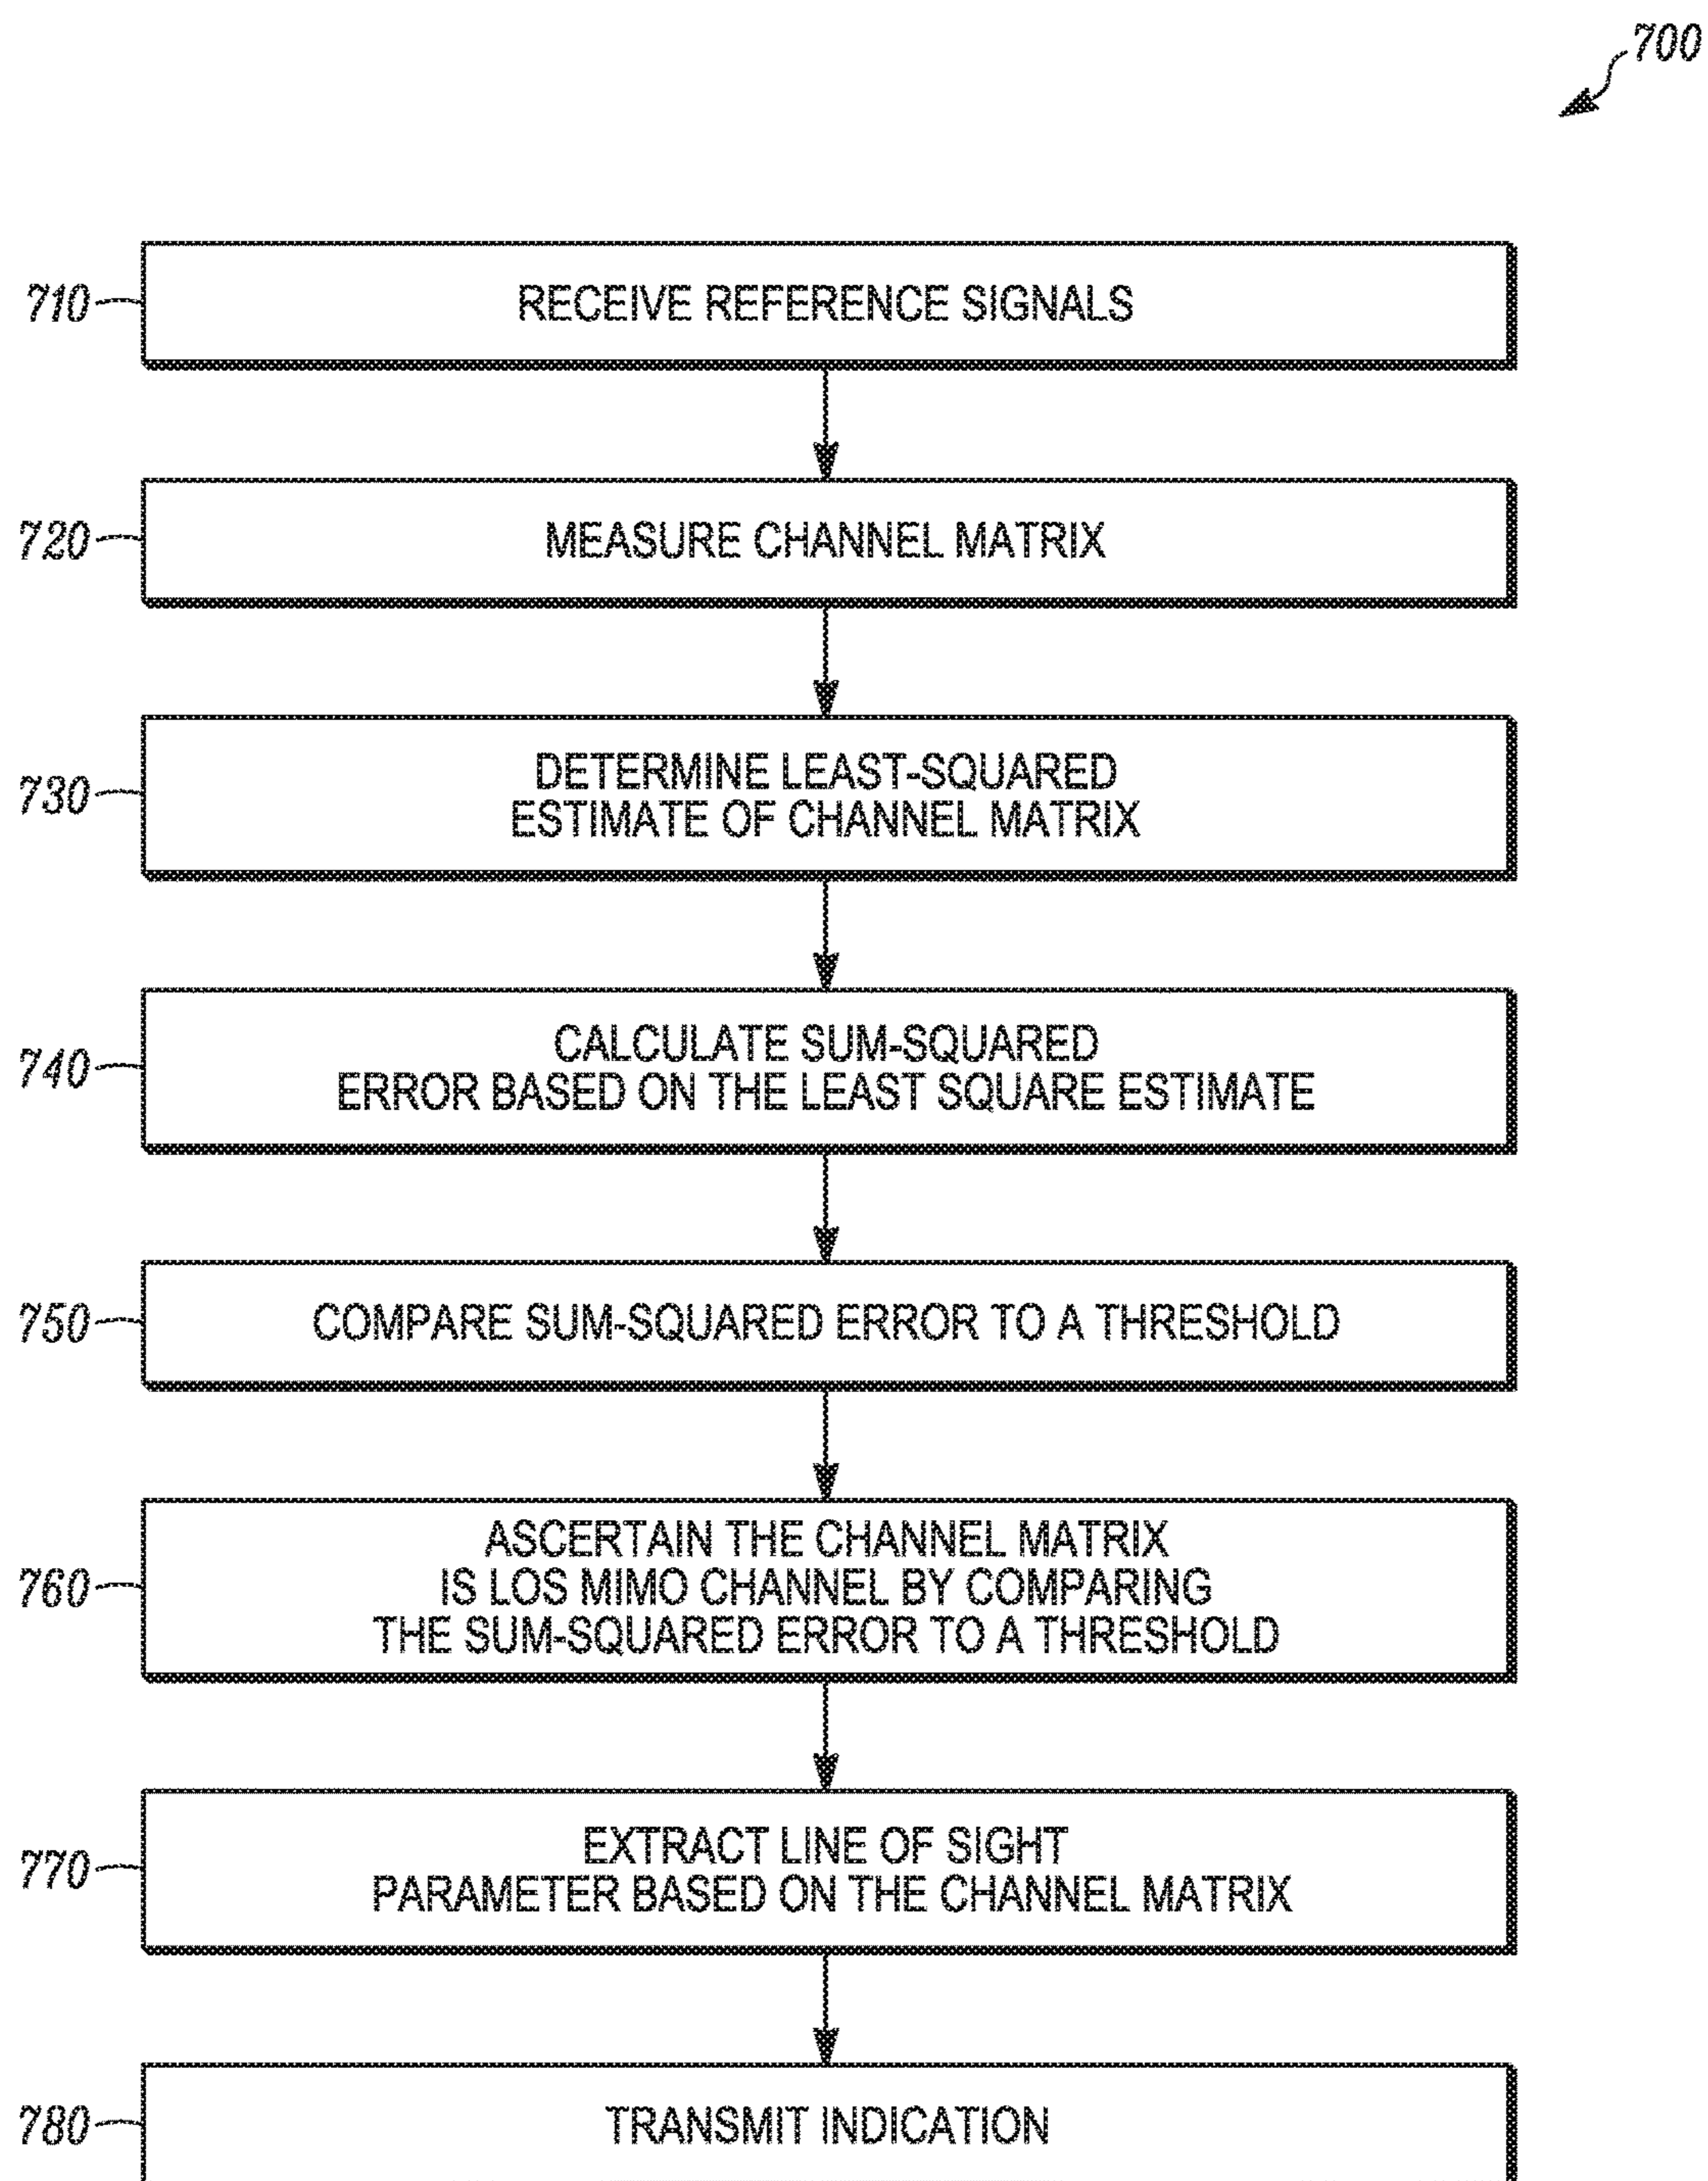 700
710
RECEIVE REFERENCE SIGNALS
720
MEASURE CHANNEL MATRIX
730
DETERMINE LEAST-SQUARED
ESTIMATE OF CHANNEL MATRIX
740
CALCULATE SUM-SQUARED
ERROR BASED ON THE LEAST SQUARE ESTIMATE
750
COMPARE SUM-SQUARED ERROR TO A THRESHOLD
760
ASCERTAIN THE CHANNEL MATRIX
IS LOS MIMO CHANNEL BY COMPARING
THE SUM-SQUARED ERROR TO A THRESHOLD
770
EXTRACT LINE OF SIGHT
PARAMETER BASED ON THE CHANNEL MATRIX
780
TRANSMIT INDICATION